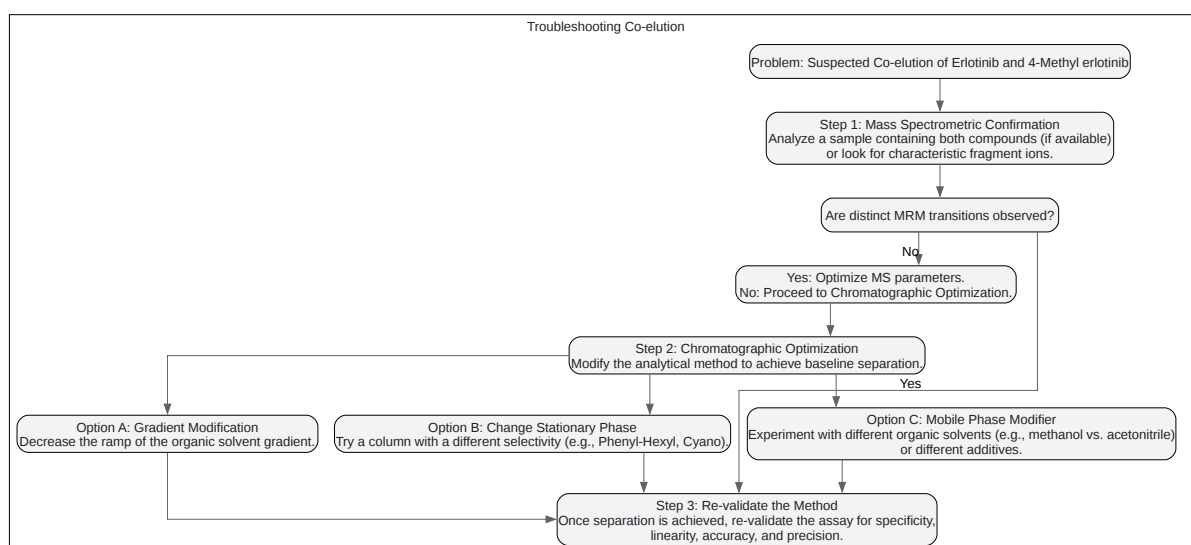 Troubleshooting Co-elution
Problem: Suspected Co-elution of Erlotinib and 4-Methyl erlotinib
Step 1: Mass Spectrometric Confirmation
Analyze a sample containing both compounds (if available)
or look for characteristic fragment ions.
Are distinct MRM transitions observed?
No
Yes: Optimize MS parameters.
No: Proceed to Chromatographic Optimization.
Step 2: Chromatographic Optimization
Modify the analytical method to achieve baseline separation.
Yes
Option A: Gradient Modification
Decrease the ramp of the organic solvent gradient.
Option B: Change Stationary Phase
Try a column with a different selectivity (e.g., Phenyl-Hexyl, Cyano).
Option C: Mobile Phase Modifier
Experiment with different organic solvents (e.g., methanol vs. acetonitrile)
or different additives.
Step 3: Re-validate the Method
Once separation is achieved, re-validate the assay for specificity,
linearity, accuracy, and precision.